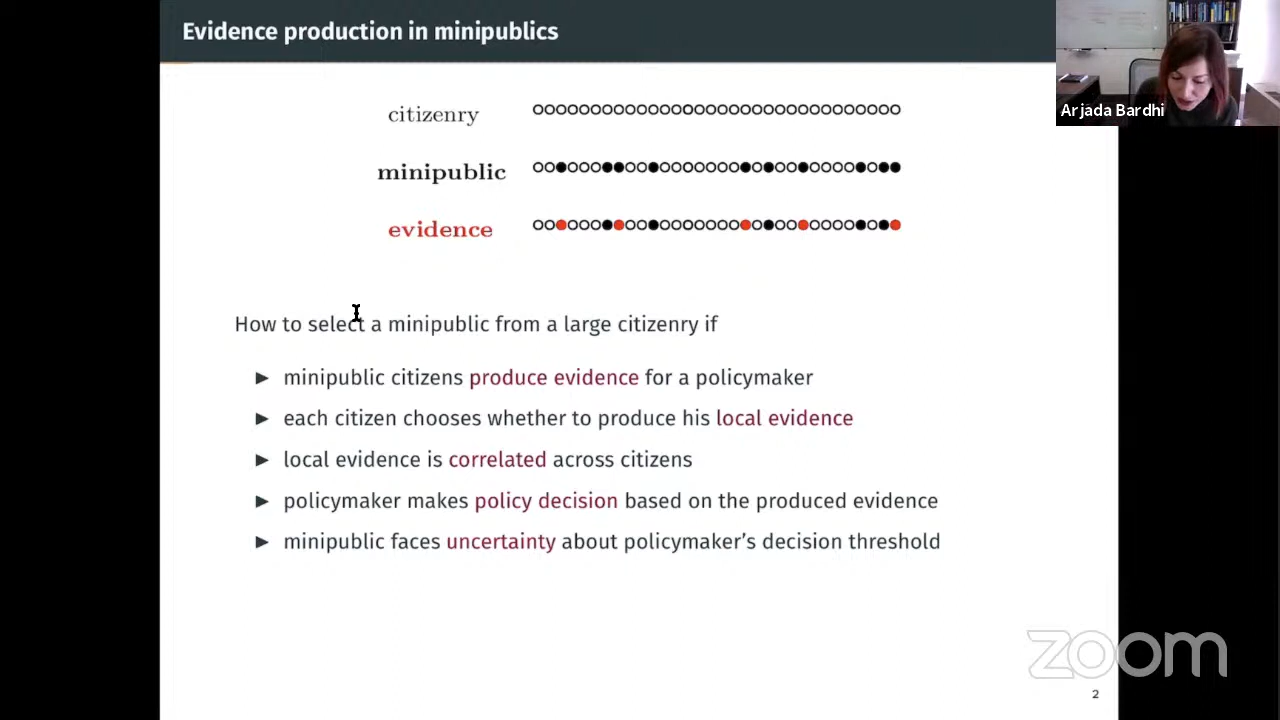 Evidence production in minipublics
Arjada Bardhi
citizenry
minipublic
evidence
How to select a minipublic from a large citizenry if
► minipublic citizens produce evidence for a policymaker
► each citizen chooses whether to produce his local evidence
► local evidence is correlated across citizens
► policymaker makes policy decision based on the produced evidence
► minipublic faces uncertainty about policymaker's decision threshold
zoom
2